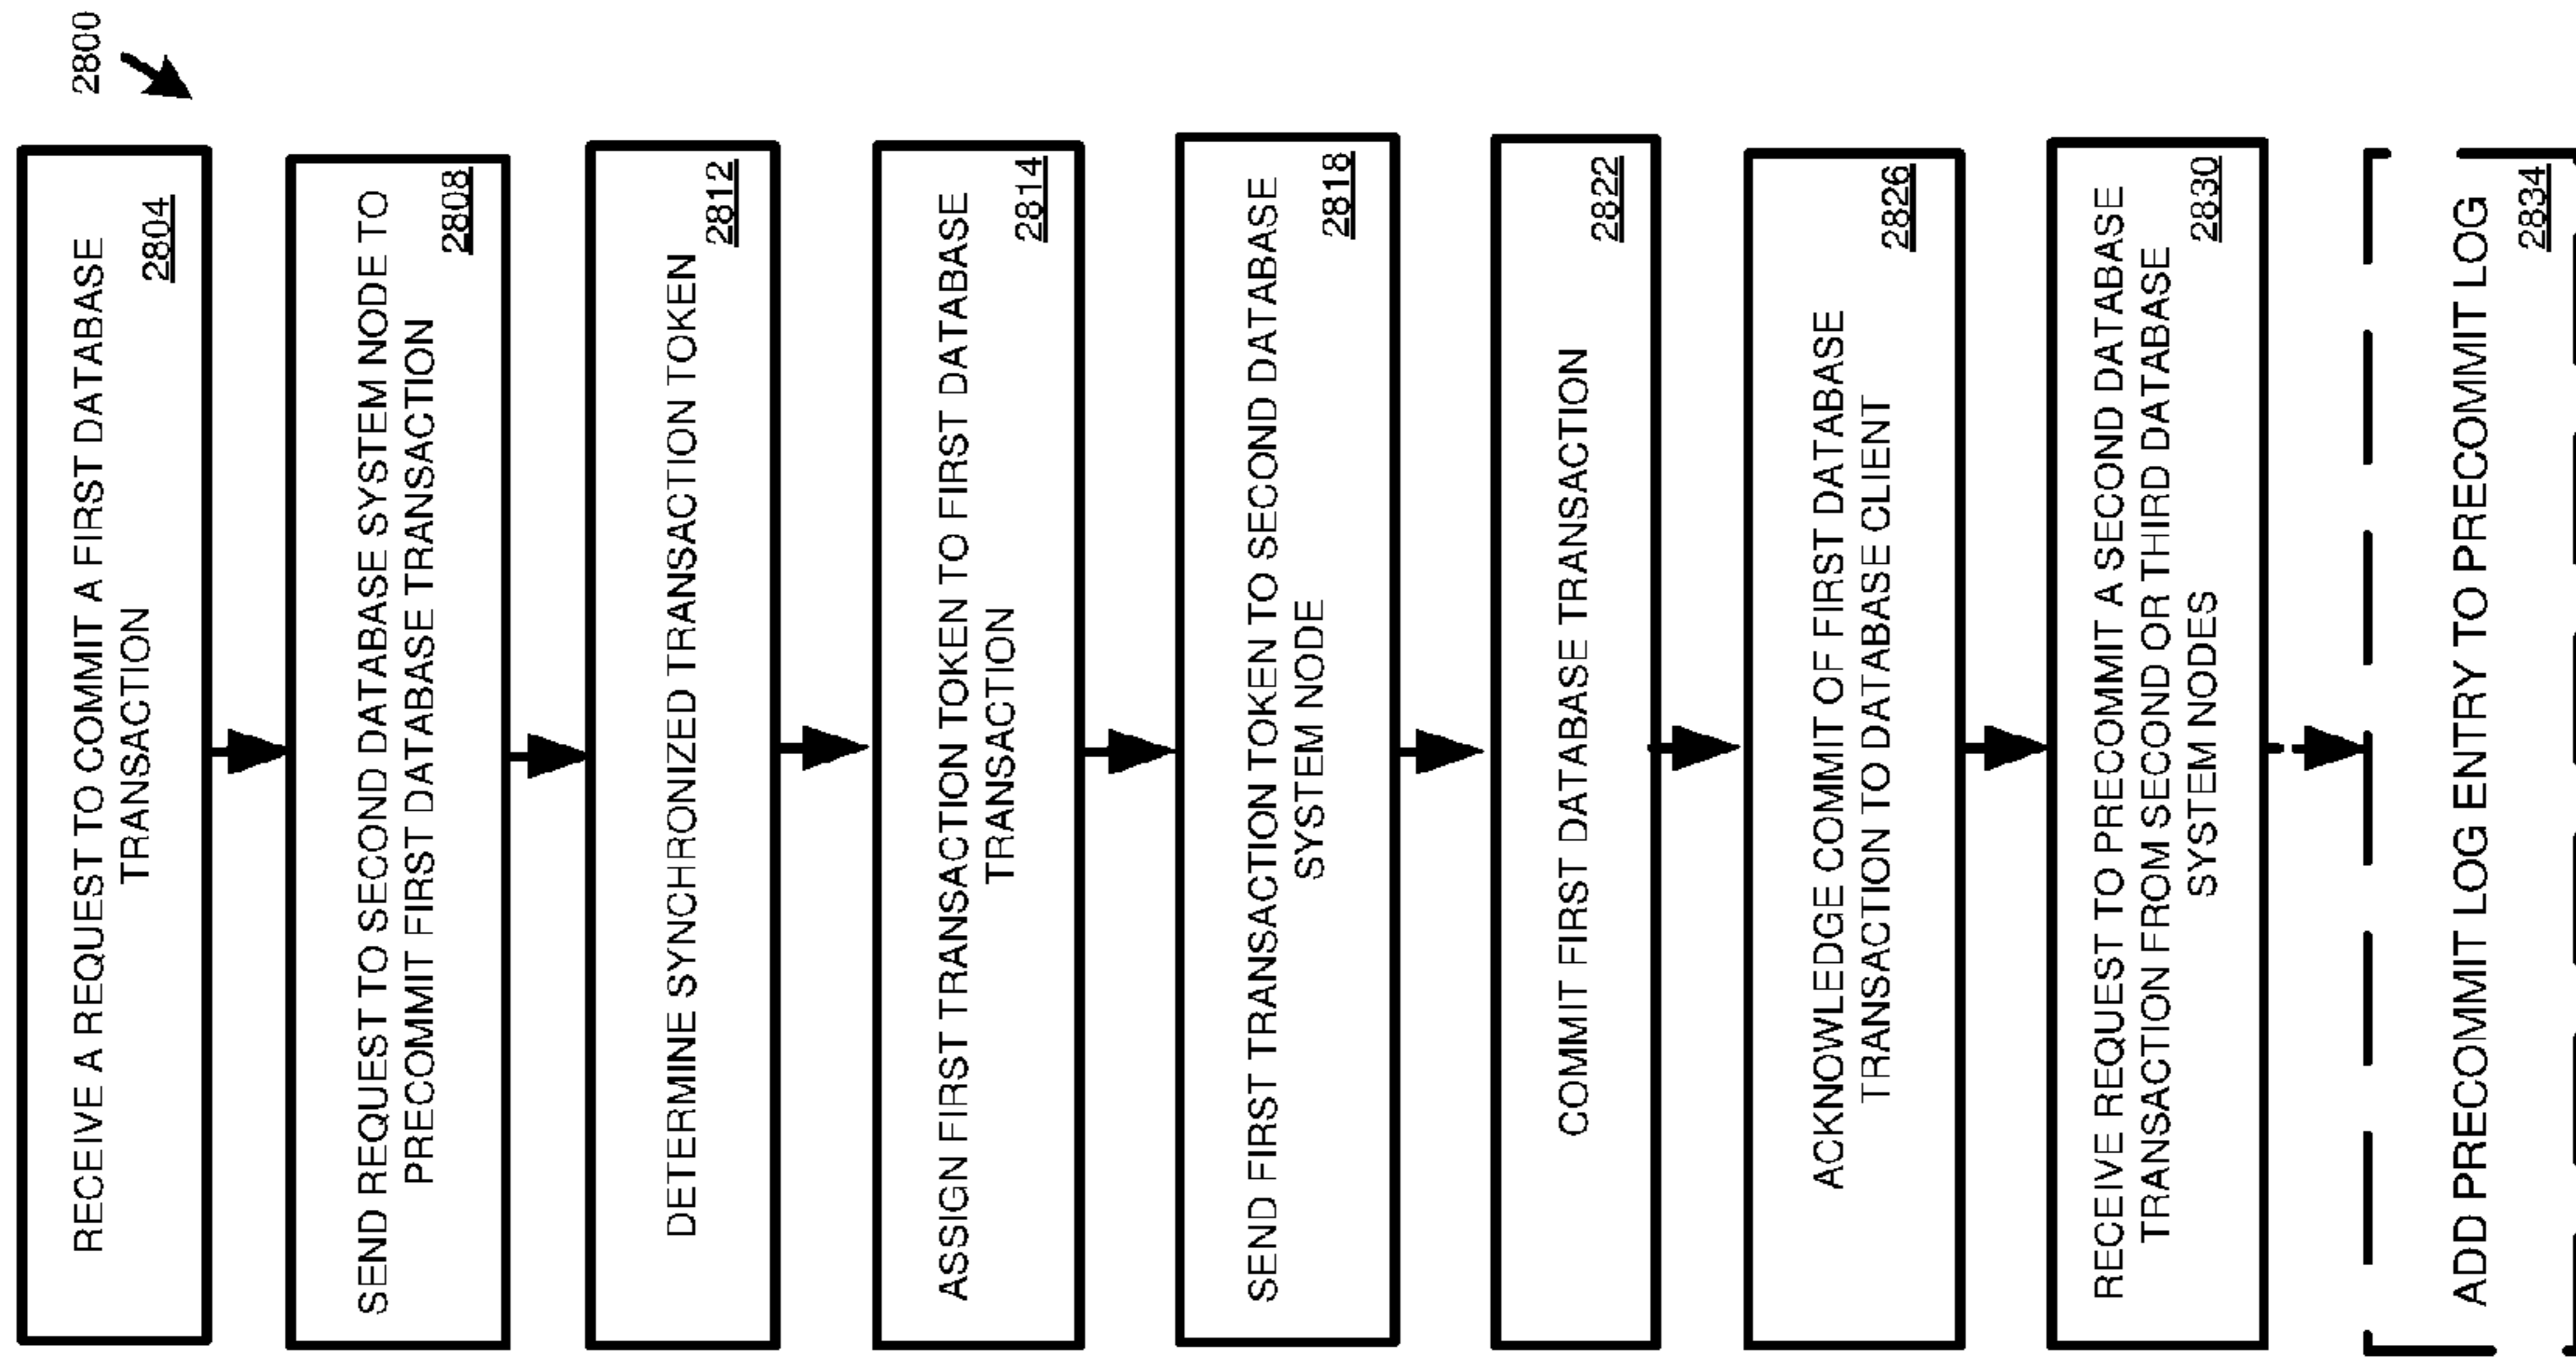 2800
RECEIVE A REQUEST TO COMMIT A FIRST DATABASE
TRANSACTION
2804
SEND REQUEST TO SECOND DATABASE SYSTEM NODE TO
PRECOMMIT FIRST DATABASE TRANSACTION
2808
DETERMINE SYNCHRONIZED TRANSACTION TOKEN
2812
ASSIGN FIRST TRANSACTION TOKEN TO FIRST DATABASE
TRANSACTION
2814
SEND FIRST TRANSACTION TOKEN TO SECOND DATABASE
SYSTEM NODE
2818
COMMIT FIRST DATABASE TRANSACTION
2822
ACKNOWLEDGE COMMIT OF FIRST DATABASE
TRANSACTION TO DATABASE CLIENT
2826
RECEIVE REQUEST TO PRECOMMIT A SECOND DATABASE
TRANSACTION FROM SECOND OR THIRD DATABASE
SYSTEM NODES
2830
ADD PRECOMMIT LOG ENTRY TO PRECOMMIT LOG
2834